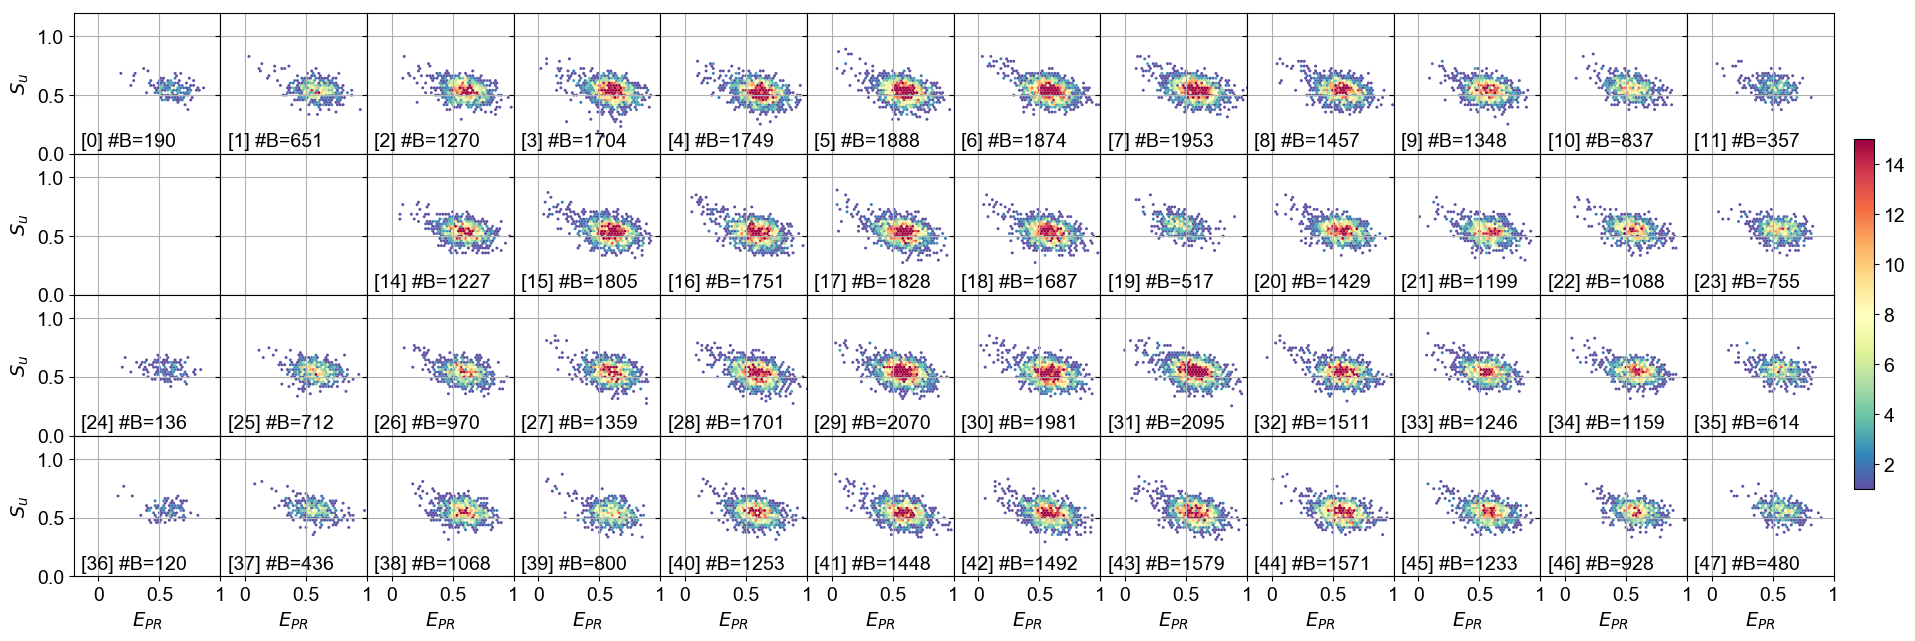 1.0
S_u
0.5
0.0
[0] #B=190 [1] #B=651 [2] #B=1270 [3] #B=1704 [4] #B=1749 [5] #B=1888 [6] #B=1874 [7] #B=1953 [8] #B=1457 [9] #B=1348 [10] #B=837 [11] #B=357
1.0
S_u
0.5
0.0
[14] #B=1227 [15] #B=1805 [16] #B=1751 [17] #B=1828 [18] #B=1687 [19] #B=517 [20] #B=1429 [21] #B=1199 [22] #B=1088 [23] #B=755
1.0
S_u
0.5
0.0
[24] #B=136 [25] #B=712 [26] #B=970 [27] #B=1359 [28] #B=1701 [29] #B=2070 [30] #B=1981 [31] #B=2095 [32] #B=1511 [33] #B=1246 [34] #B=1159 [35] #B=614
1.0
S_u
0.5
0.0
[36] #B=120 [37] #B=436 [38] #B=1068 [39] #B=800 [40] #B=1253 [41] #B=1448 [42] #B=1492 [43] #B=1579 [44] #B=1571 [45] #B=1233 [46] #B=928 [47] #B=480
0 0.5 1 0 0.5 1 0 0.5 1 0 0.5 1 0 0.5 1 0 0.5 1 0 0.5 1 0 0.5 1 0 0.5 1 0 0.5 1 0 0.5 1 0 0.5 1
E_PR E_PR E_PR E_PR E_PR E_PR E_PR E_PR E_PR E_PR E_PR E_PR
14
12
10
8
6
4
2